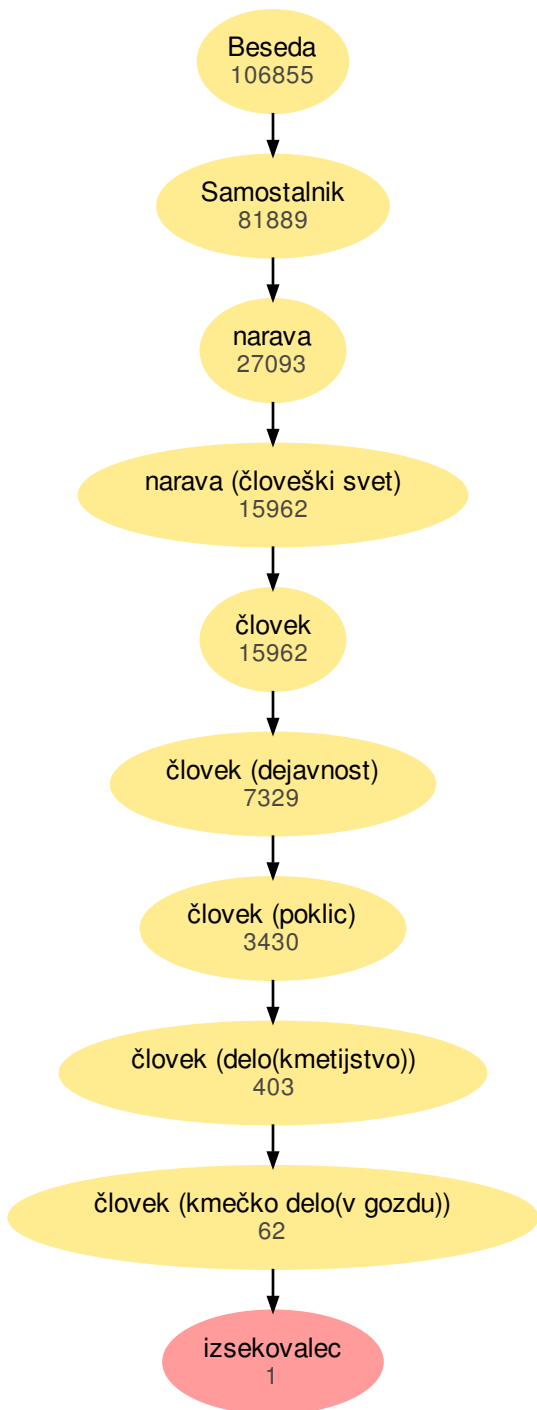 Beseda
106855
Samostalnik
81889
narava
27093
narava (človeški svet)
15962
človek
15962
človek (dejavnost)
7329
človek (poklic)
3430
človek (delo(kmetijstvo))
403
človek (kmečko delo(v gozdu))
62
izsekovalec
1